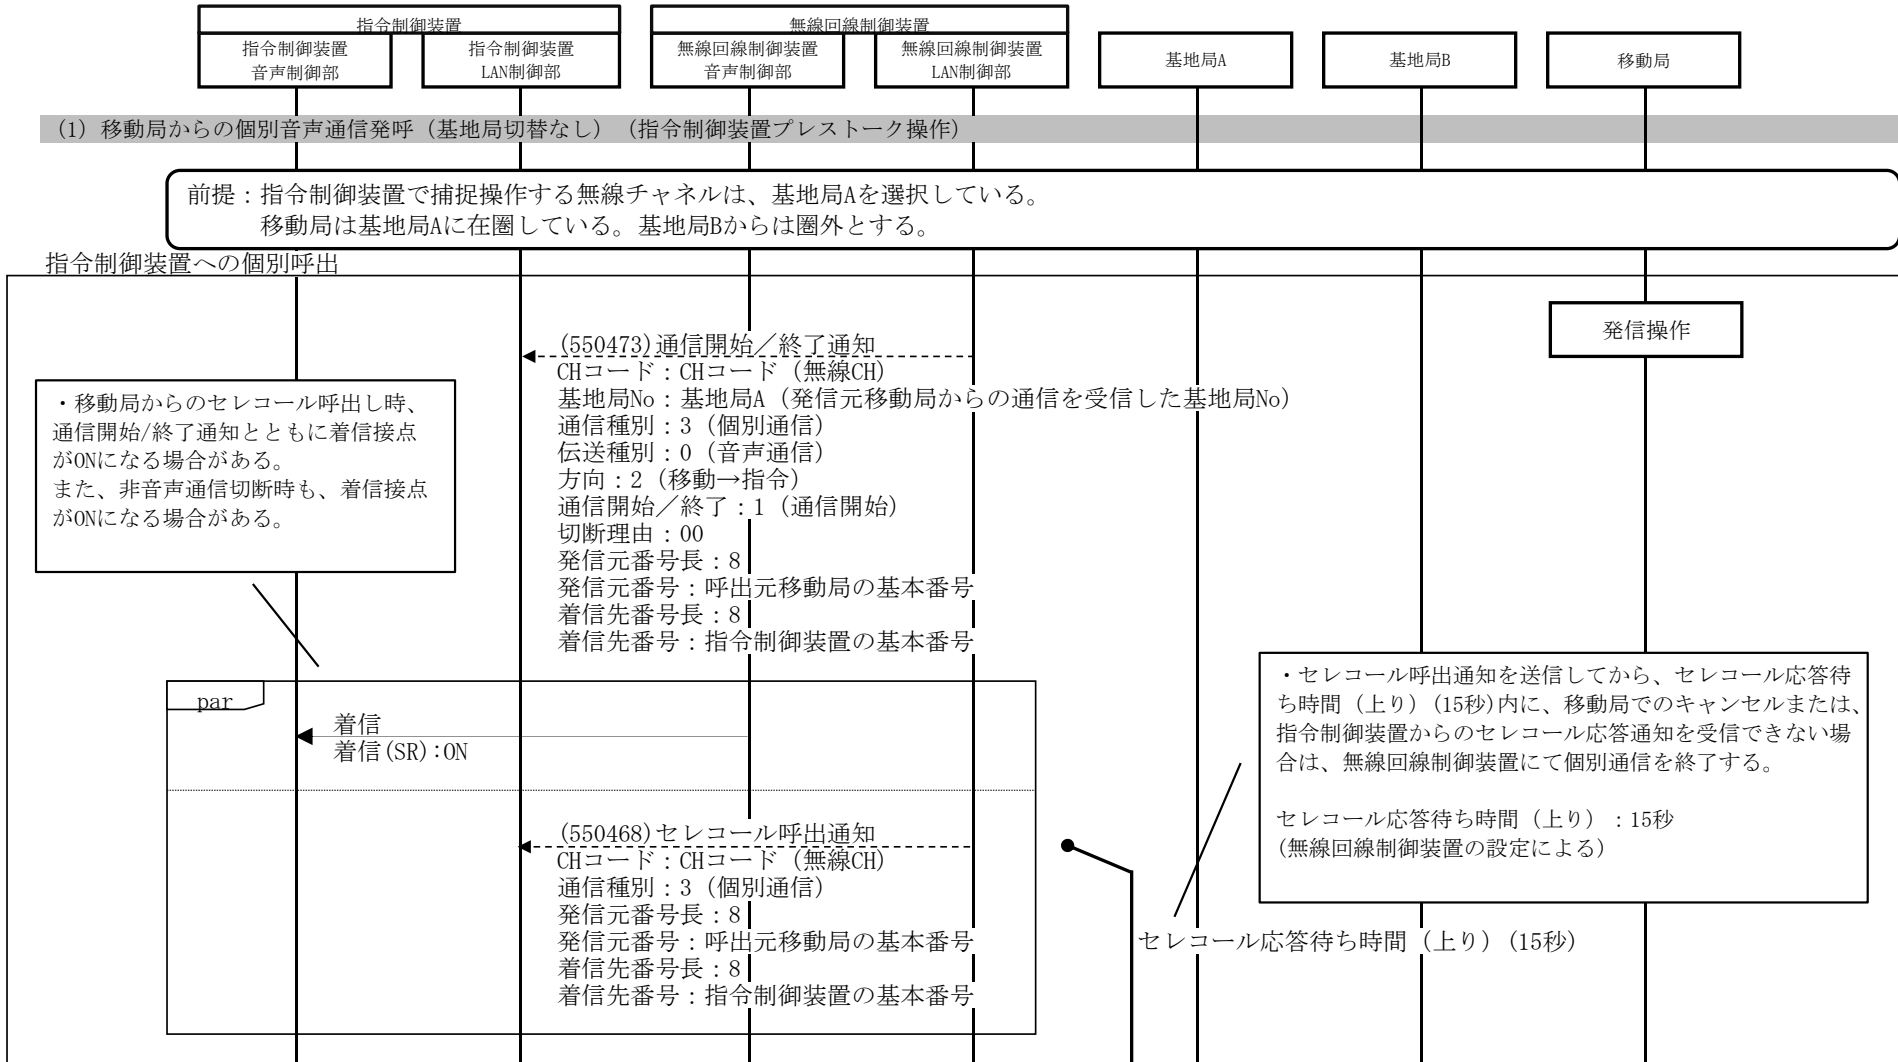 指令制御装置
無線回線制御装置
指令制御装置
音声制御部
指令制御装置
LAN制御部
無線回線制御装置
音声制御部
無線回線制御装置
LAN制御部
基地局A
基地局B
移動局
(1) 移動局からの個別音声通信発呼（基地局切替なし）（指令制御装置プレストーク操作）
前提：指令制御装置で捕捉操作する無線チャネルは、基地局Aを選択している。
移動局は基地局Aに在圏している。基地局Bからは圏外とする。
指令制御装置への個別呼出
発信操作
(550473)通信開始／終了通知
CHコード：CHコード（無線CH）
基地局No：基地局A（発信元移動局からの通信を受信した基地局No）
通信種別：3（個別通信）
伝送種別：0（音声通信）
方向：2（移動→指令）
通信開始／終了：1（通信開始）
切断理由：00
発信元番号長：8
発信元番号：呼出元移動局の基本番号
着信先番号長：8
着信先番号：指令制御装置の基本番号
・移動局からのセレコール呼出し時、
通信開始/終了通知とともに着信接点
がONになる場合がある。
また、非音声通信切断時も、着信接点
がONになる場合がある。
par
着信
着信(SR):ON
(550468)セレコール呼出通知
CHコード：CHコード（無線CH）
通信種別：3（個別通信）
発信元番号長：8
発信元番号：呼出元移動局の基本番号
着信先番号長：8
着信先番号：指令制御装置の基本番号
・セレコール呼出通知を送信してから、セレコール応答待
ち時間（上り）(15秒)内に、移動局でのキャンセルまたは、
指令制御装置からのセレコール応答通知を受信できない場
合は、無線回線制御装置にて個別通信を終了する。
セレコール応答待ち時間（上り）：15秒
(無線回線制御装置の設定による)
セレコール応答待ち時間（上り）(15秒)